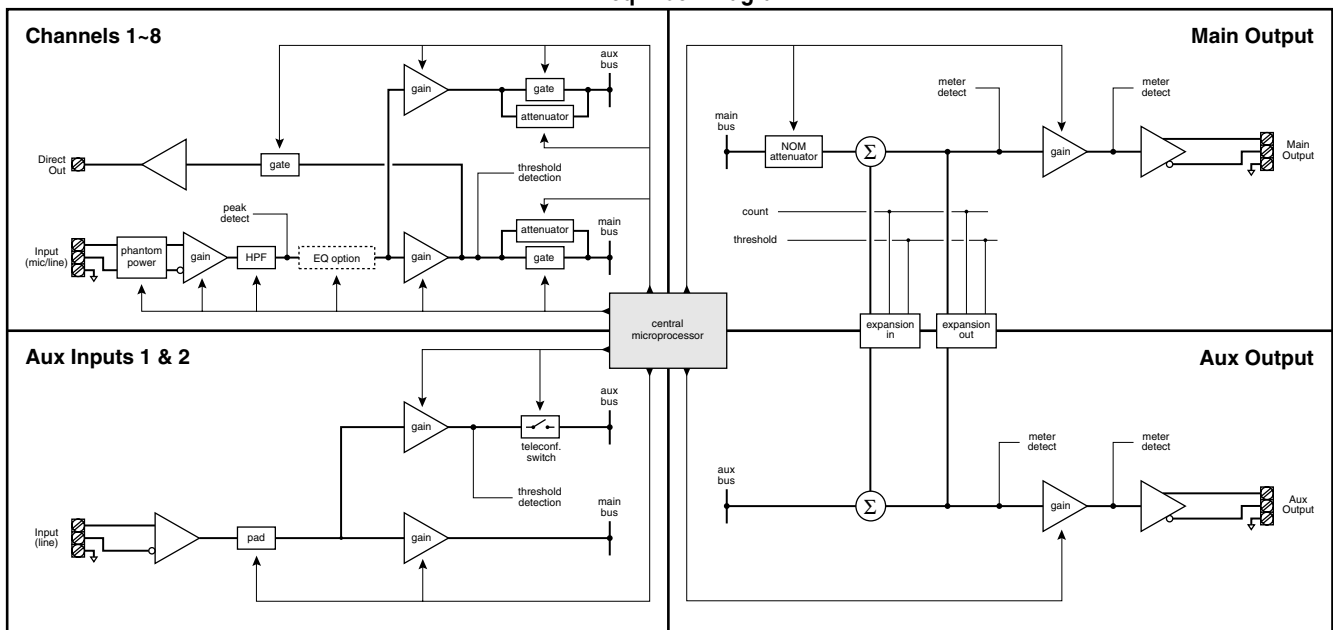 Channels 1~8
aux
bus
gain
gate
attenuator
Direct
Out
gate
threshold
detection
peak
detect
attenuator
main
bus
Input
(mic/line)
phantom
power
gain
HPF
EQ option
gain
gate
central
microprocessor
Main Output
meter
detect
meter
detect
main
bus
NOM
attenuator
Σ
gain
Main
Output
count
threshold
expansion
in
expansion
out
Aux Inputs 1 & 2
aux
bus
gain
teleconf.
switch
threshold
detection
main
bus
Input
(line)
pad
gain
Aux Output
meter
detect
meter
detect
aux
bus
Σ
gain
Aux
Output